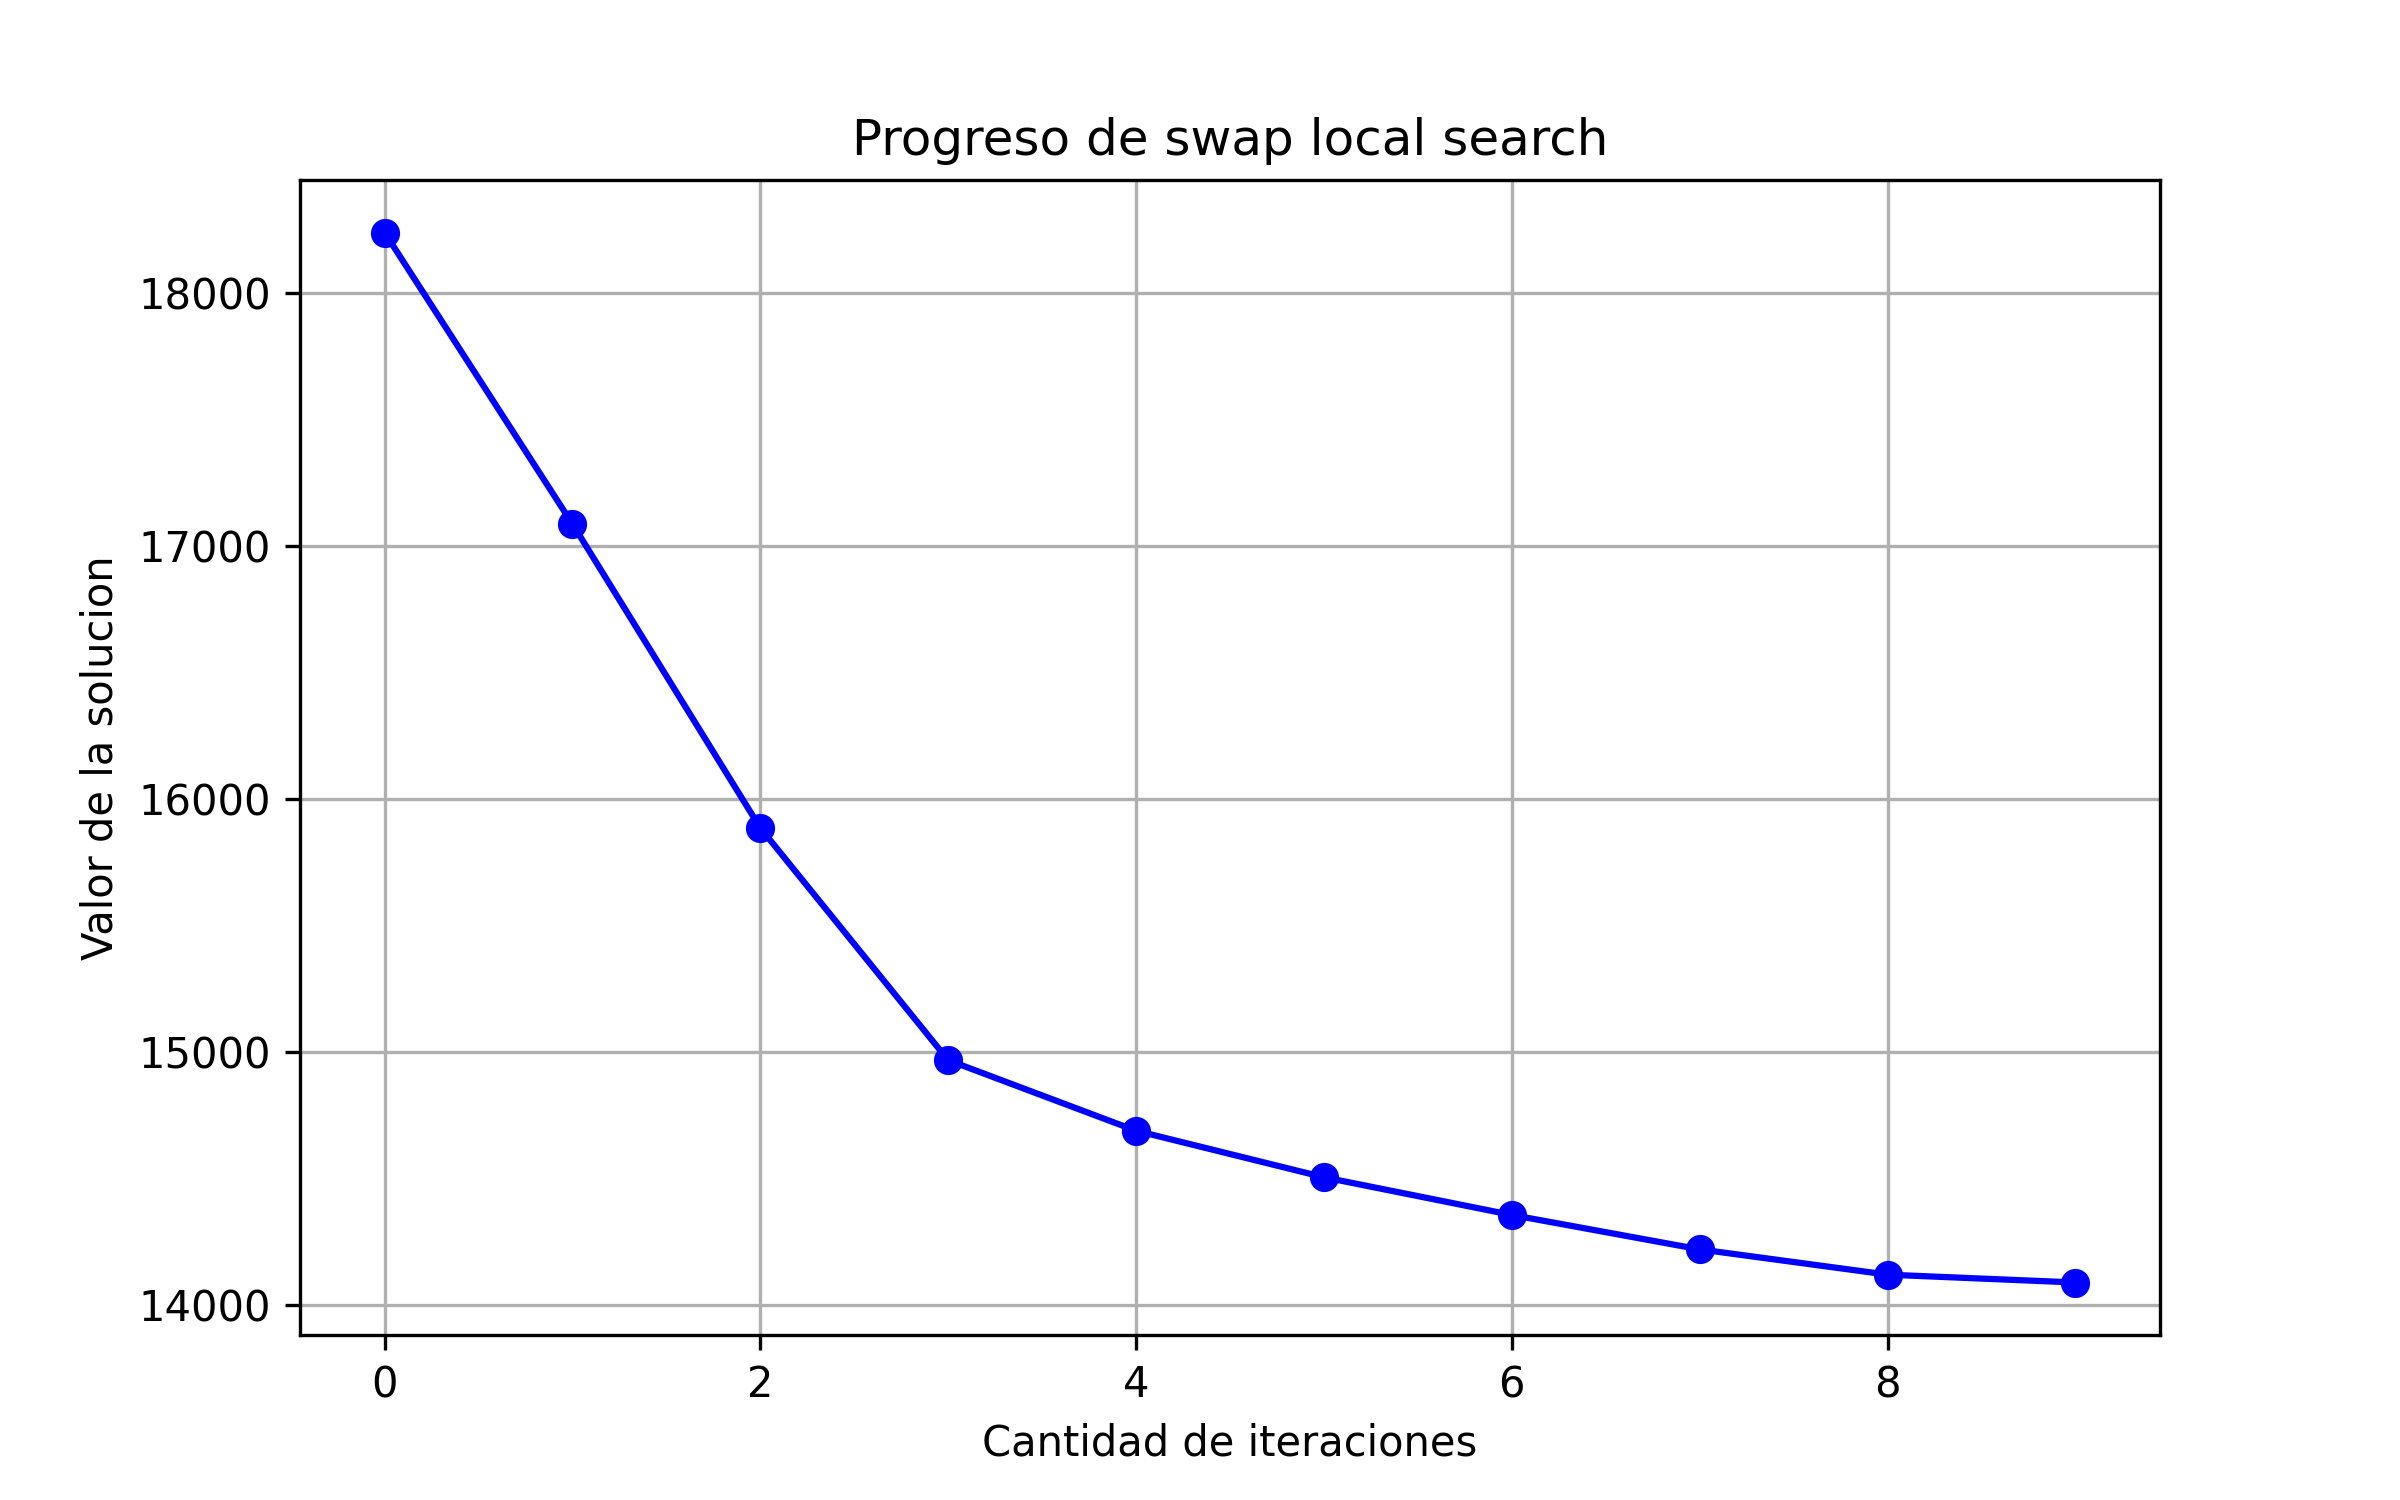 Progreso de swap local search
Valor de la solucion
18000
17000
16000
15000
14000
0 2 4 6 8
Cantidad de iteraciones